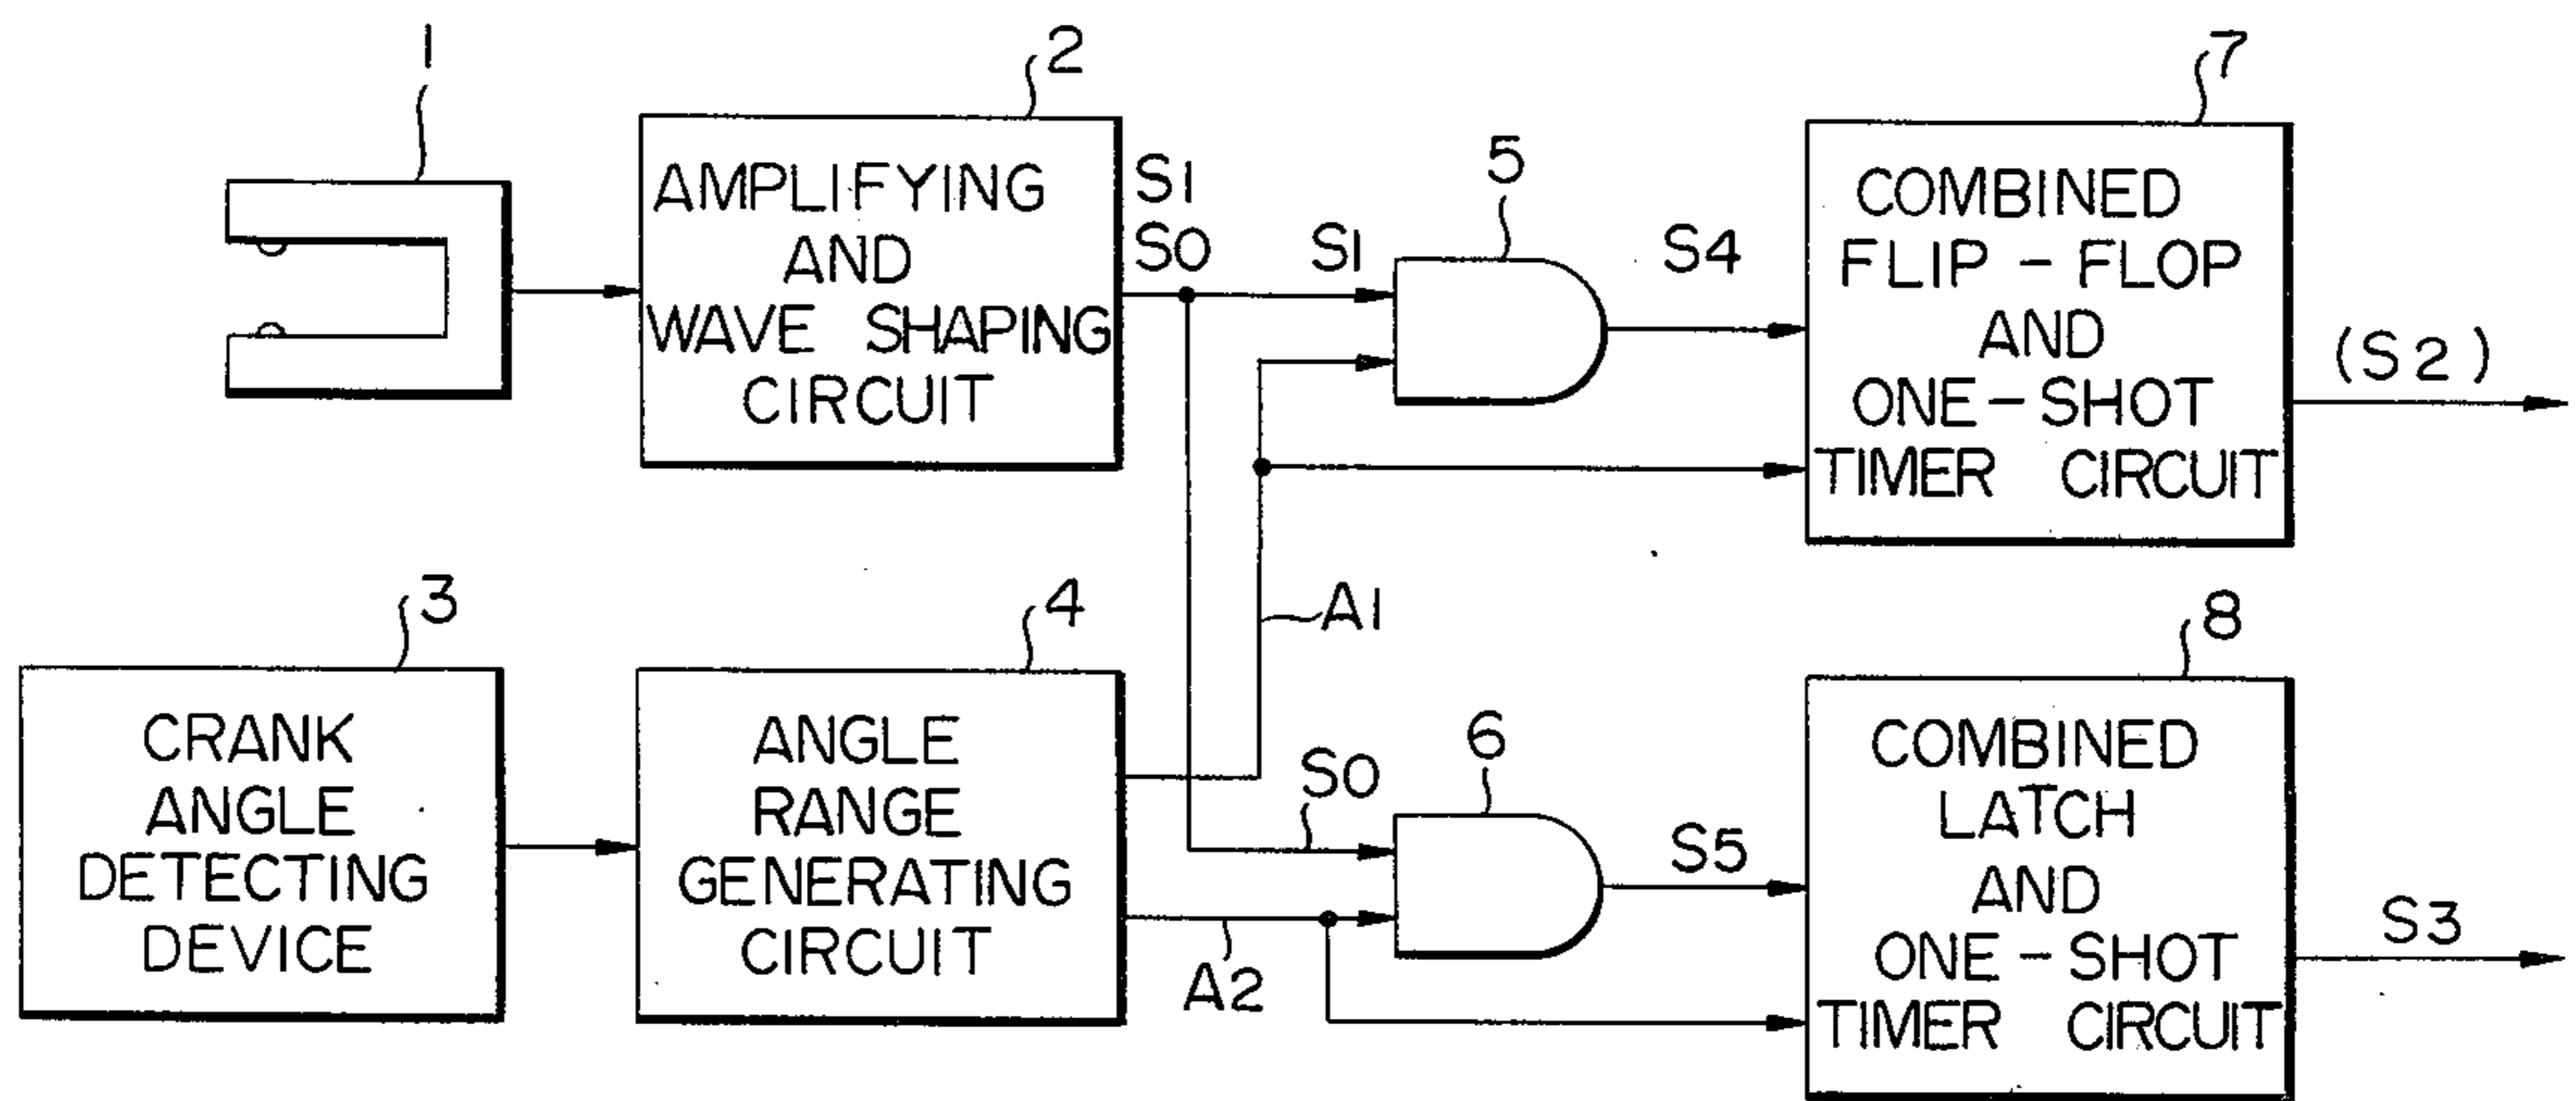 1
2
AMPLIFYING
AND
WAVE SHAPING
CIRCUIT
S1
S0
S1
5
S4
7
COMBINED
FLIP-FLOP
AND
ONE-SHOT
TIMER CIRCUIT
(S2)
3
CRANK
ANGLE
DETECTING
DEVICE
4
ANGLE
RANGE
GENERATING
CIRCUIT
A1
A2
S0
6
S5
8
COMBINED
LATCH
AND
ONE-SHOT
TIMER CIRCUIT
S3